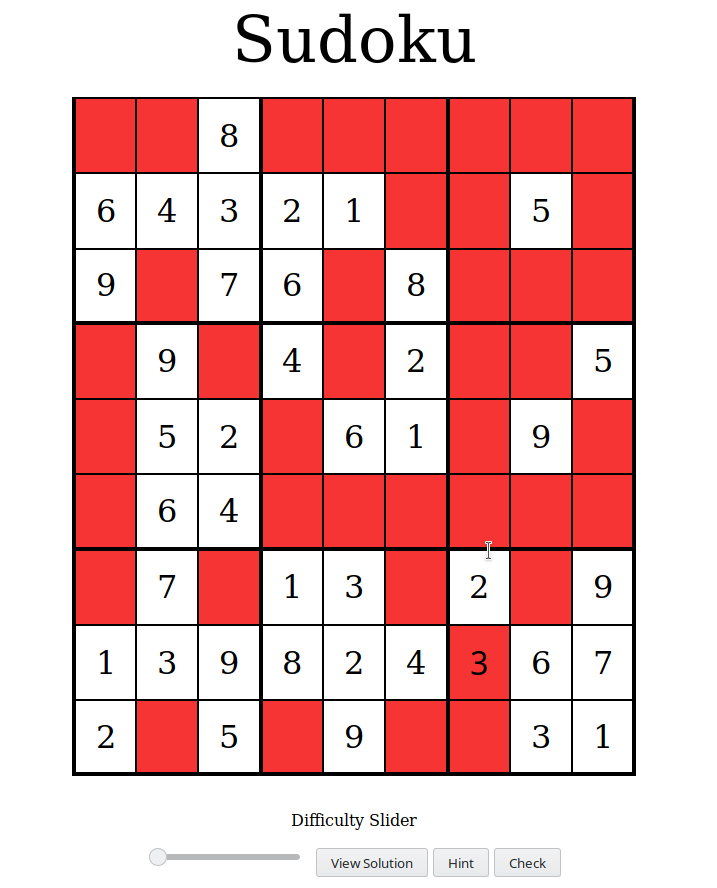 Sudoku
8
6 4 3 2 1 5
9 7 6 8
9 4 2 5
5 2 6 1 9
6 4
7 1 3 2 9
1 3 9 8 2 4 3 6 7
2 5 9 3 1
Difficulty Slider
View Solution Hint Check